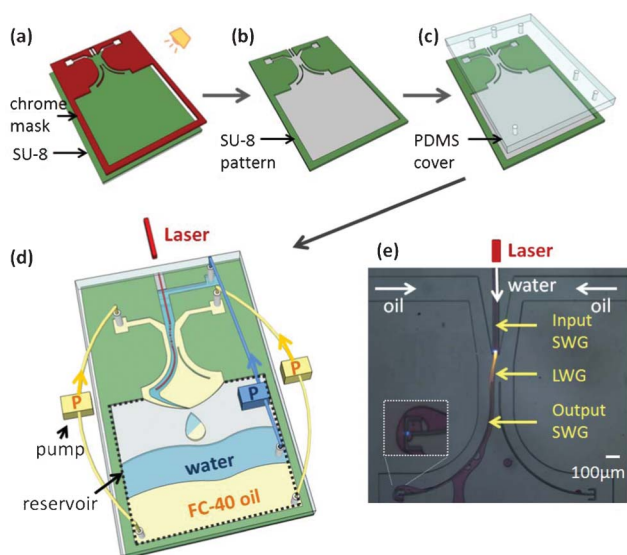 (a)
(b)
(c)
chrome
mask
SU-8
SU-8
pattern
PDMS
cover
(d)
Laser
P
P
P
pump
reservoir
water
FC-40 oil
(e)
Laser
water
oil
oil
Input
SWG
LWG
Output
SWG
100μm